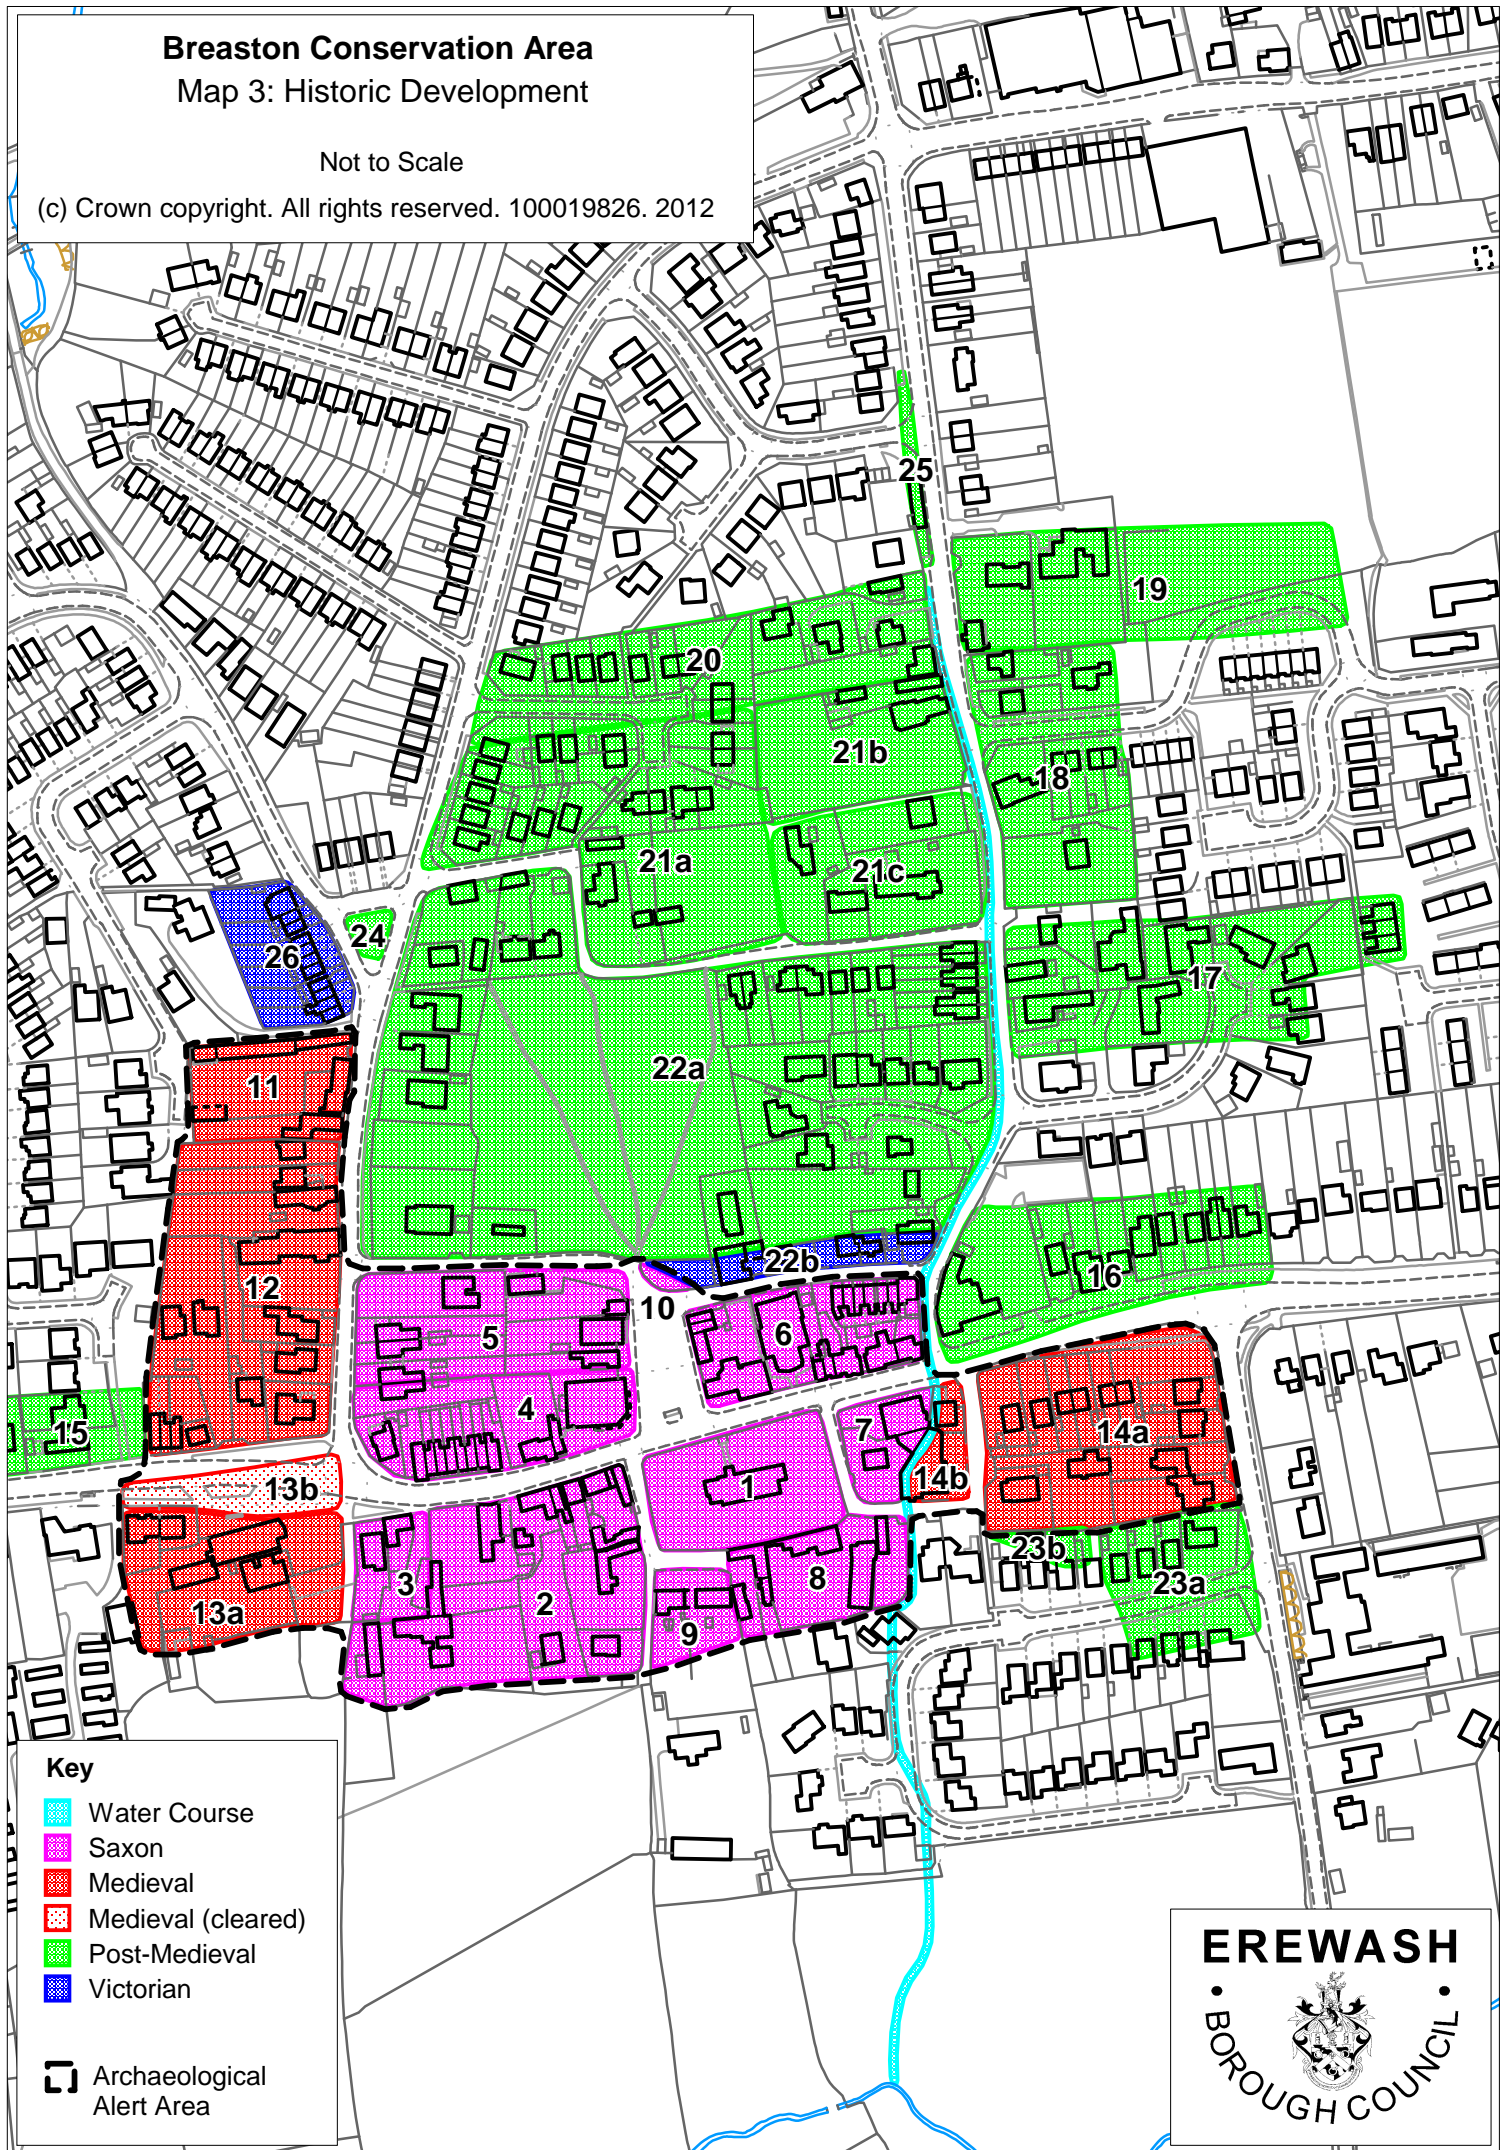 Breaston Conservation Area
Map 3: Historic Development
Not to Scale
(c) Crown copyright. All rights reserved. 100019826. 2012
25
19
20
21b
18
21a
21c
24
26
17
22a
11
22b
16
12
10
6
5
4
7
15
14a
14b
1
13b
23b
8
3
23a
2
13a
9
Key
Water Course
Saxon
Medieval
Medieval (cleared)
Post-Medieval
Victorian
Archaeological
Alert Area
EREWASH
• BOROUGH COUNCIL •